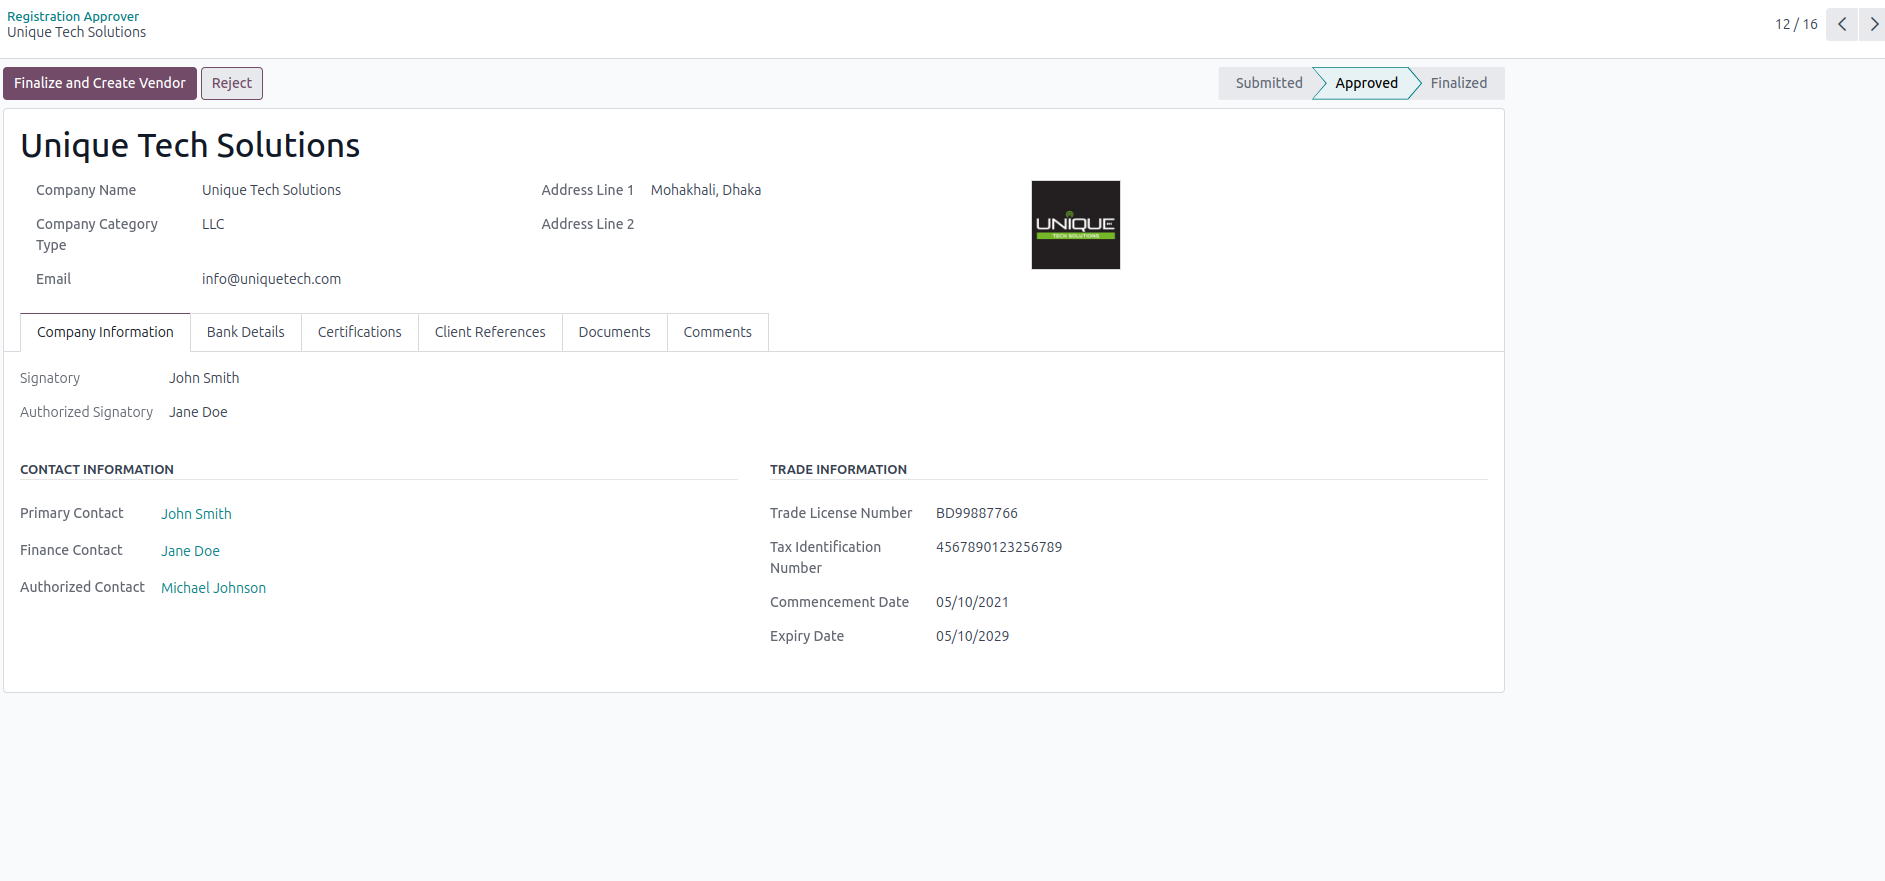 Registration Approver
Unique Tech Solutions
12 / 16
Finalize and Create Vendor
Reject
Submitted
Approved
Finalized
Unique Tech Solutions
Company Name
Unique Tech Solutions
Address Line 1
Mohakhali, Dhaka
Company Category Type
LLC
Address Line 2
Email
info@uniquetech.com
UNIQUE
TECH SOLUTIONS
Company Information
Bank Details
Certifications
Client References
Documents
Comments
Signatory
John Smith
Authorized Signatory
Jane Doe
CONTACT INFORMATION
Primary Contact
John Smith
Finance Contact
Jane Doe
Authorized Contact
Michael Johnson
TRADE INFORMATION
Trade License Number
BD99887766
Tax Identification Number
4567890123256789
Commencement Date
05/10/2021
Expiry Date
05/10/2029